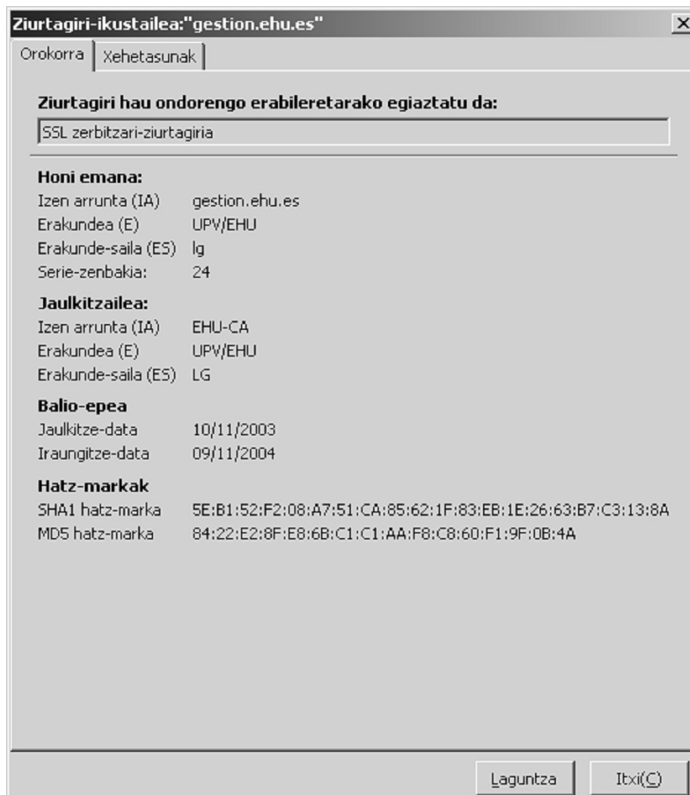 Ziurtagiri-ikustailea:"gestion.ehu.es"
Orokorra Xehetasunak
Ziurtagiri hau ondorengo erabileretarako egiaztatu da:
SSL zerbitzari-ziurtagiria
Honi emana:
Izen arrunta (IA) gestion.ehu.es
Erakundea (E) UPV/EHU
Erakunde-saila (ES) lg
Serie-zenbakia: 24
Jaulkitzailea:
Izen arrunta (IA) EHU-CA
Erakundea (E) UPV/EHU
Erakunde-saila (ES) LG
Balio-epea
Jaulkitze-data 10/11/2003
Iraungitze-data 09/11/2004
Hatz-markak
SHA1 hatz-marka 5E:B1:52:F2:08:A7:51:CA:85:62:1F:83:EB:1E:26:63:B7:C3:13:8A
MD5 hatz-marka 84:22:E2:8F:E8:6B:C1:C1:AA:F8:C8:60:F1:9F:0B:4A
Laguntza Itxi(C)